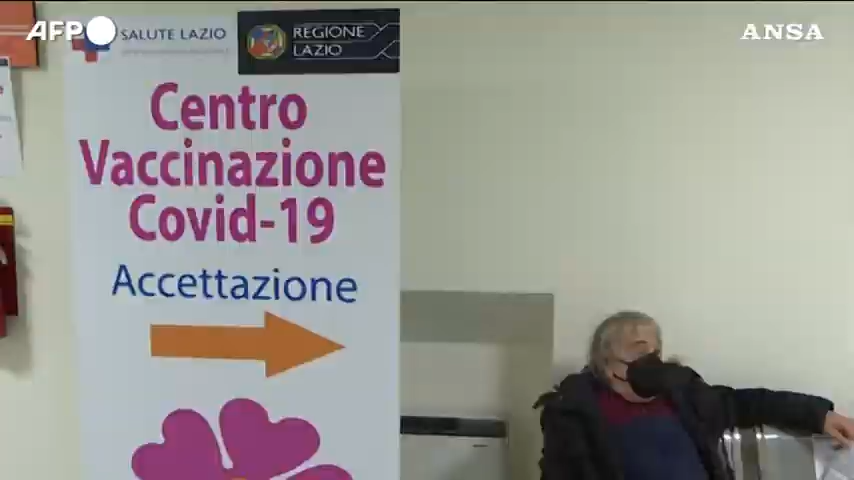 AFP
ANSA
SALUTE LAZIO
REGIONE
LAZIO
Centro
Vaccinazione
Covid-19
Accettazione